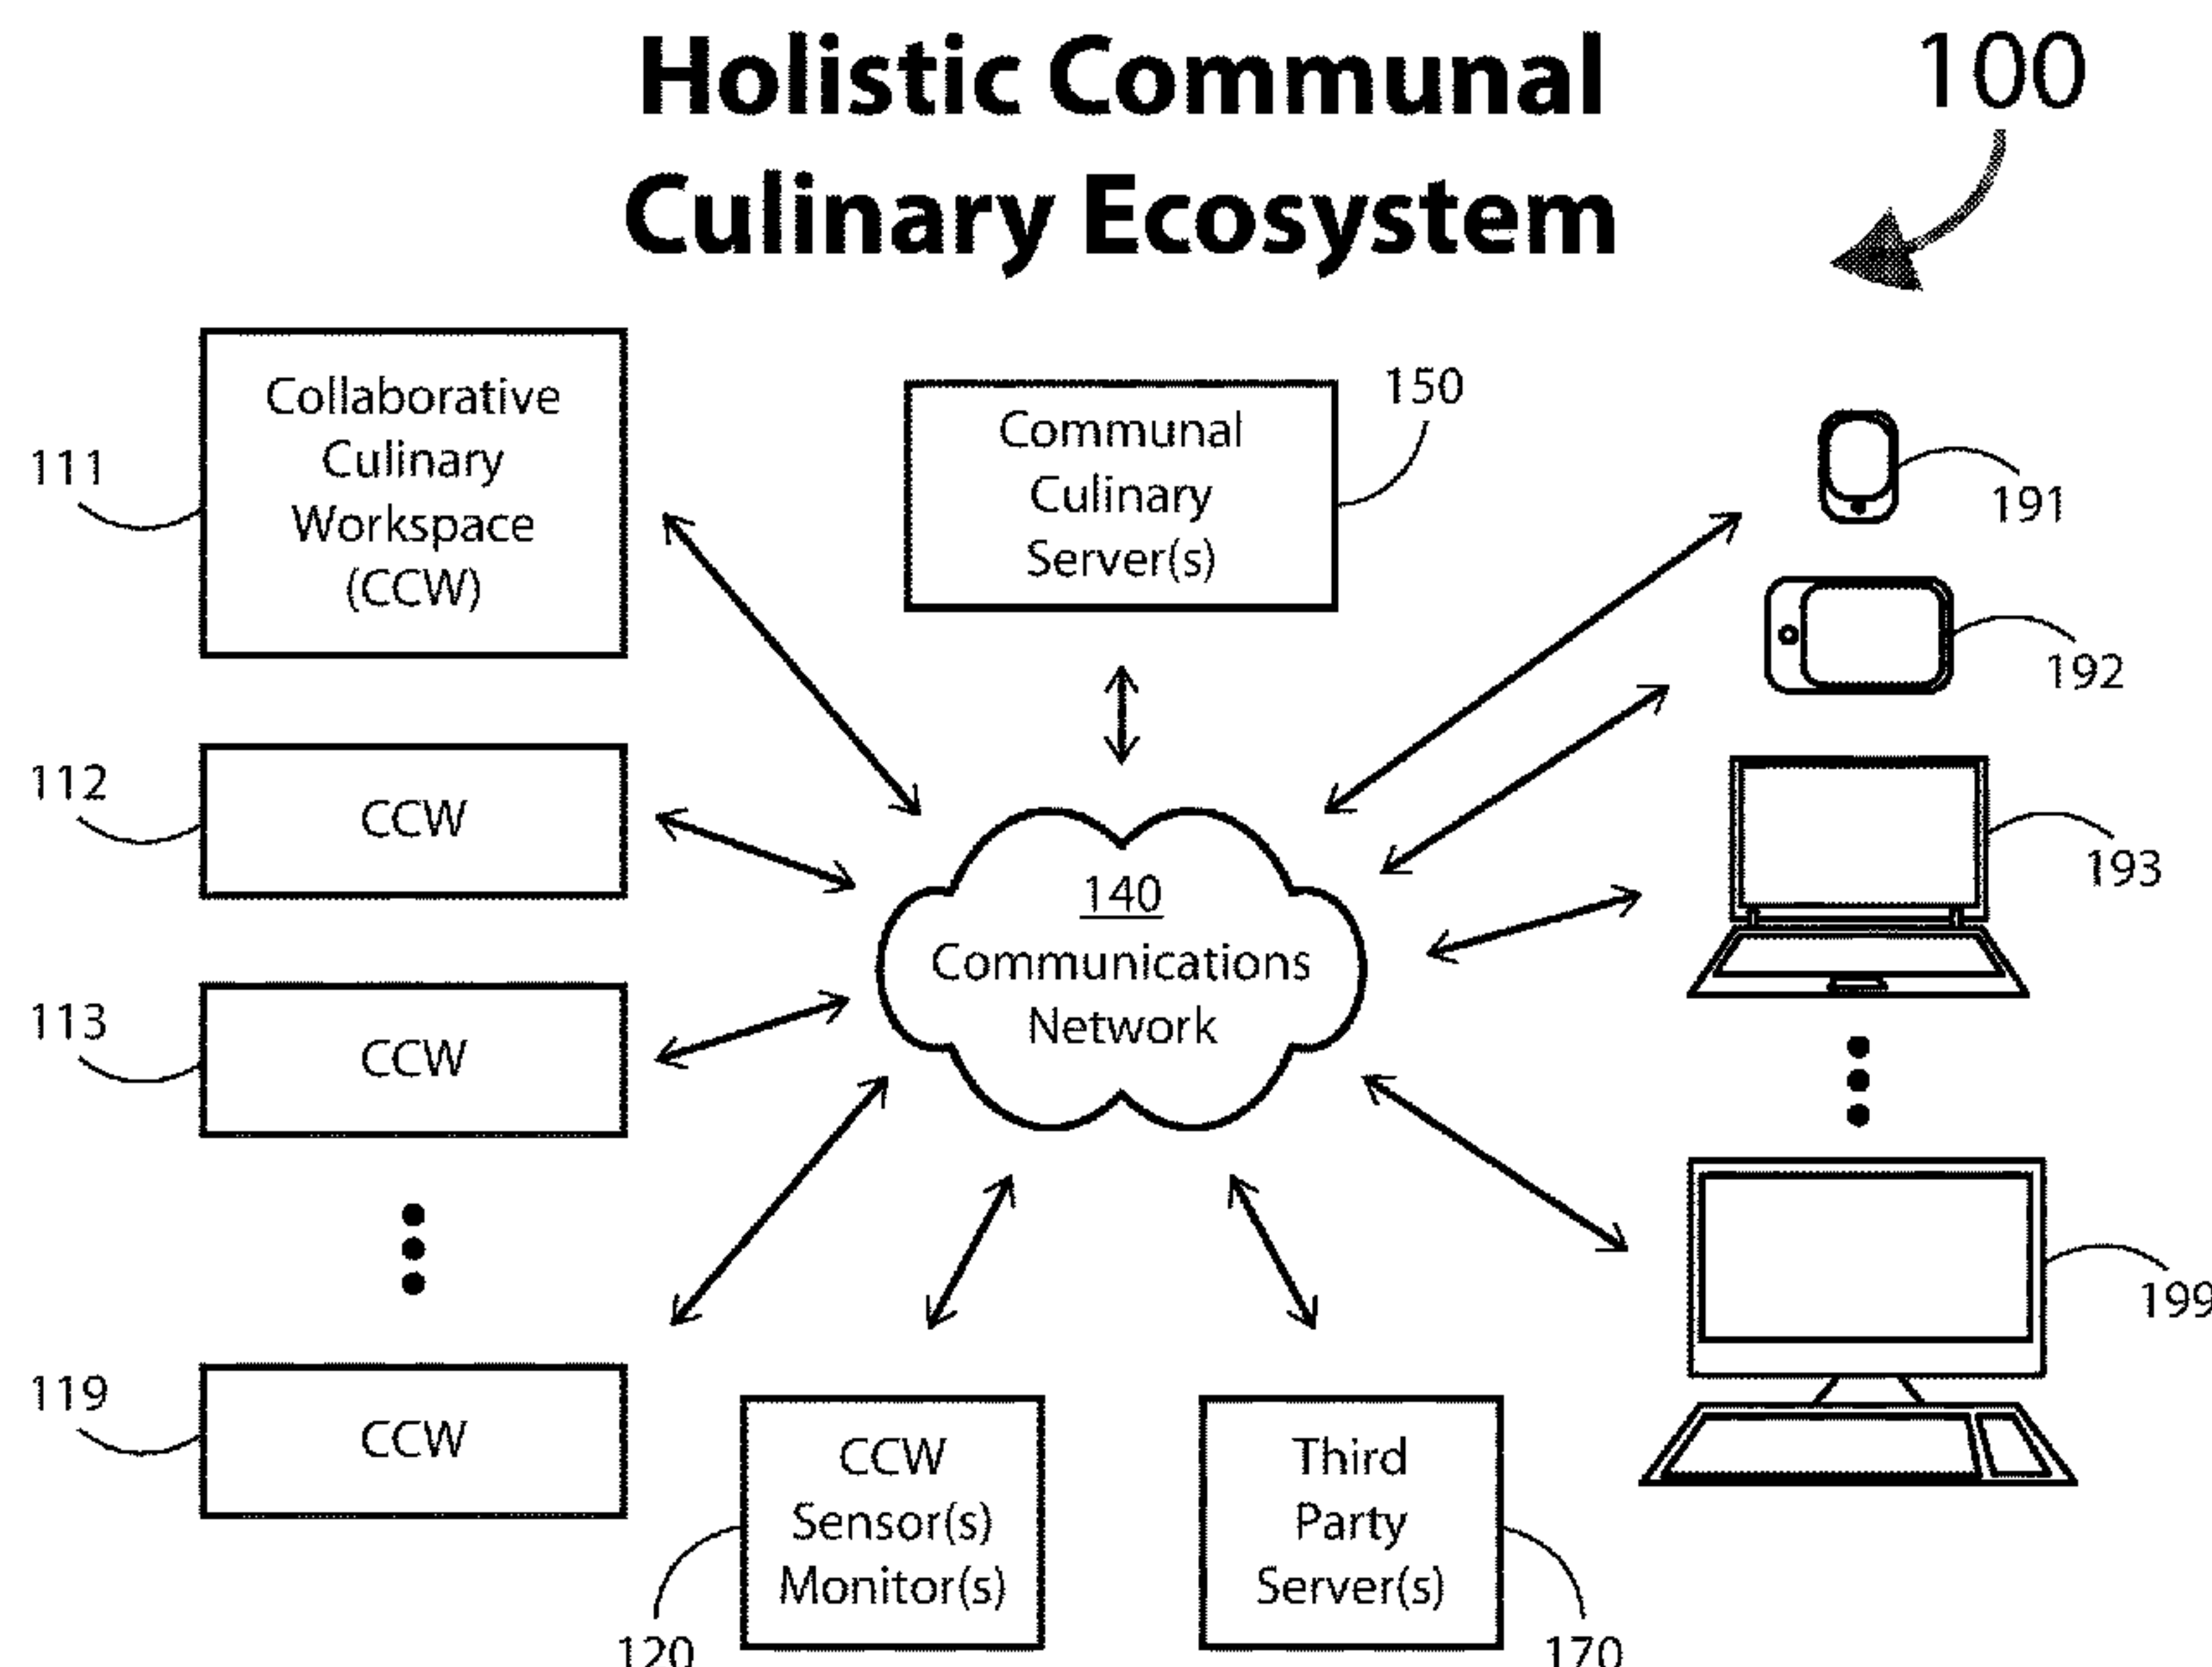 Holistic Communal
Culinary Ecosystem
100
111
Collaborative
Culinary
Workspace
(CCW)
150
Communal
Culinary
Server(s)
191
192
112
CCW
193
140
Communications
Network
113
CCW
199
119
CCW
120
CCW
Sensor(s)
Monitor(s)
Third
Party
Server(s)
170